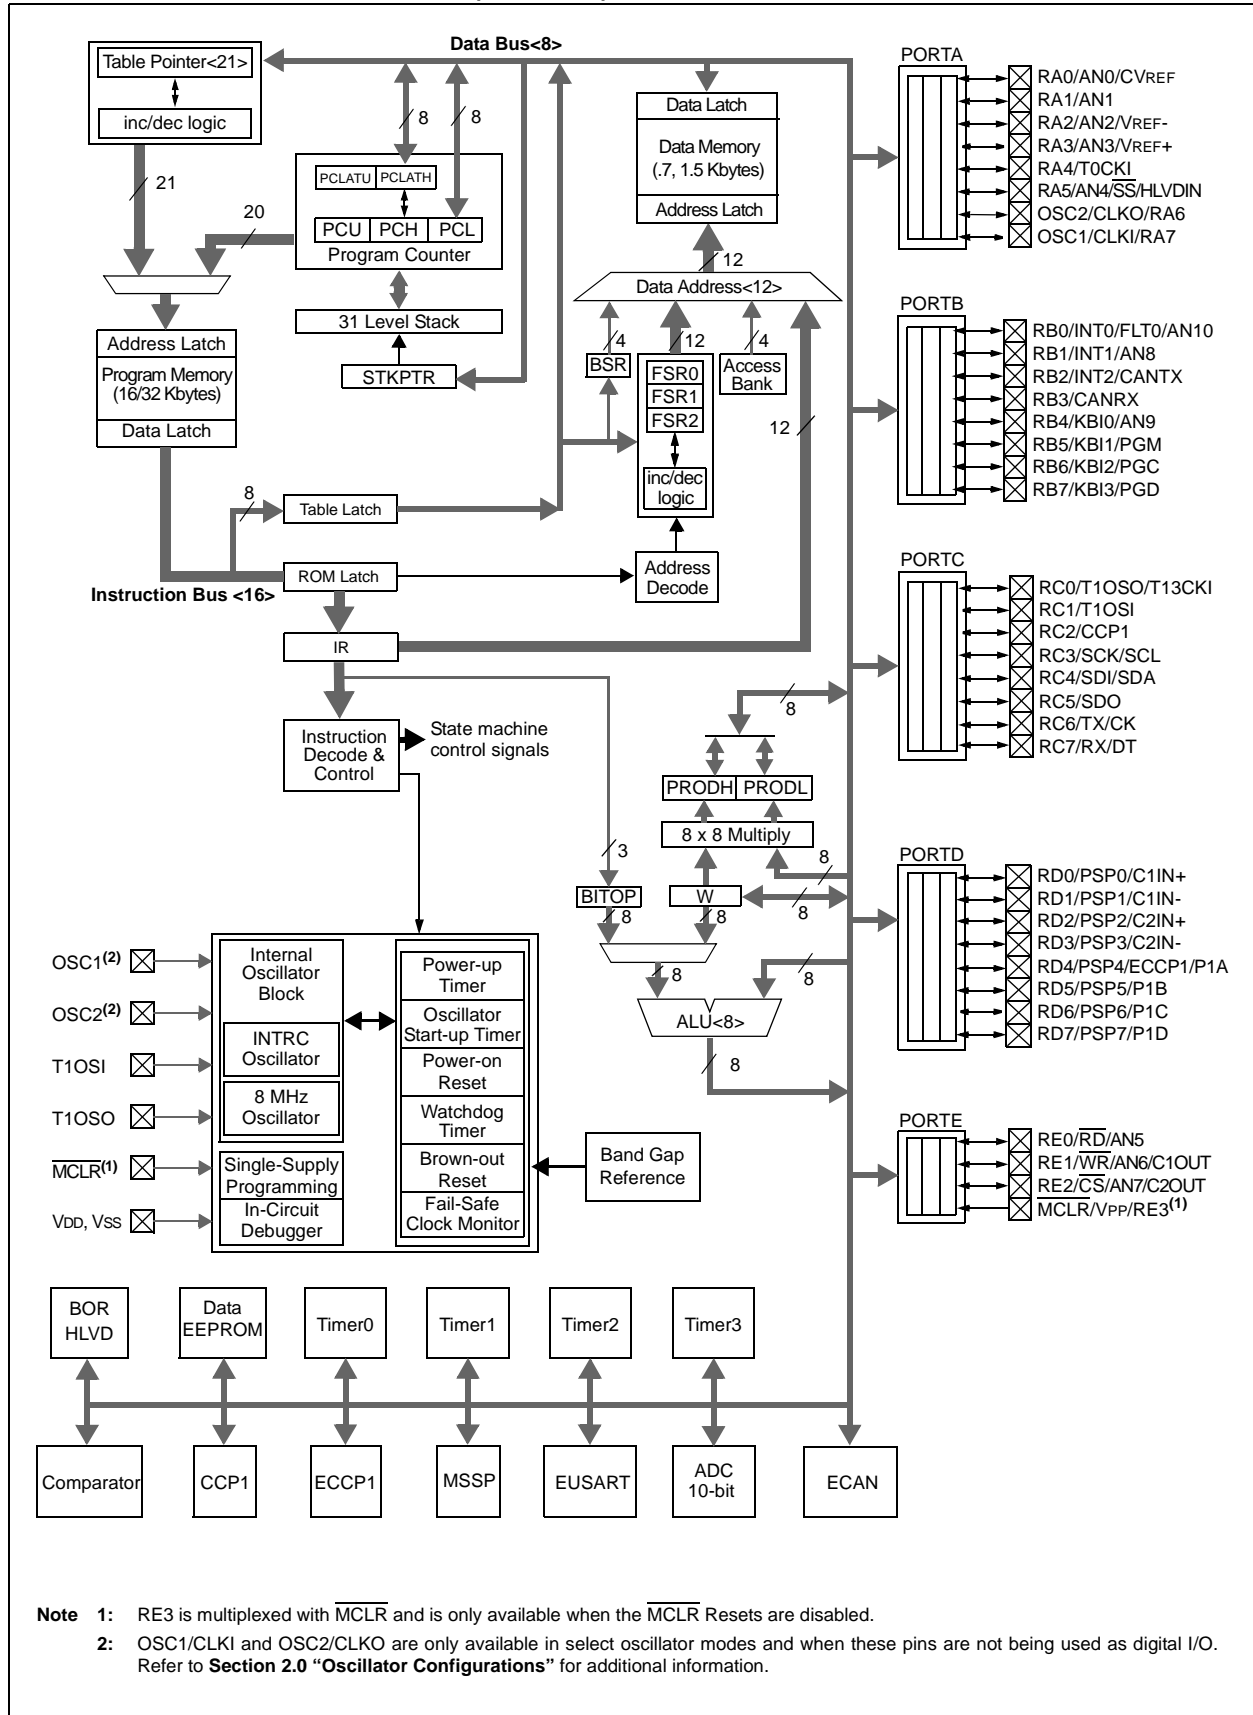 Data Bus<8>
Table Pointer<21>
inc/dec logic
21
20
8
8
PCLATU PCLATH
PCU PCH PCL
Program Counter
31 Level Stack
STKPTR
Address Latch
Program Memory
(16/32 Kbytes)
Data Latch
8
Table Latch
ROM Latch
Instruction Bus <16>
IR
Instruction
Decode &
Control
State machine
control signals
Data Latch
Data Memory
(.7, 1.5 Kbytes)
Address Latch
12
Data Address<12>
4
12
4
BSR
FSR0
FSR1
FSR2
inc/dec
logic
Access
Bank
12
Address
Decode
8
PRODH PRODL
8 x 8 Multiply
3
8
BITOP
W
8
8
8
8
8
ALU<8>
8
PORTA
RA0/AN0/CVREF
RA1/AN1
RA2/AN2/VREF-
RA3/AN3/VREF+
RA4/T0CKI
RA5/AN4/SS/HLVDIN
OSC2/CLKO/RA6
OSC1/CLKI/RA7
PORTB
RB0/INT0/FLT0/AN10
RB1/INT1/AN8
RB2/INT2/CANTX
RB3/CANRX
RB4/KBI0/AN9
RB5/KBI1/PGM
RB6/KBI2/PGC
RB7/KBI3/PGD
PORTC
RC0/T1OSO/T13CKI
RC1/T1OSI
RC2/CCP1
RC3/SCK/SCL
RC4/SDI/SDA
RC5/SDO
RC6/TX/CK
RC7/RX/DT
PORTD
RD0/PSP0/C1IN+
RD1/PSP1/C1IN-
RD2/PSP2/C2IN+
RD3/PSP3/C2IN-
RD4/PSP4/ECCP1/P1A
RD5/PSP5/P1B
RD6/PSP6/P1C
RD7/PSP7/P1D
PORTE
RE0/RD/AN5
RE1/WR/AN6/C1OUT
RE2/CS/AN7/C2OUT
MCLR/VPP/RE3(1)
OSC1(2)
OSC2(2)
T1OSI
T1OSO
MCLR(1)
VDD, VSS
Internal
Oscillator
Block
INTRC
Oscillator
8 MHz
Oscillator
Single-Supply
Programming
In-Circuit
Debugger
Power-up
Timer
Oscillator
Start-up Timer
Power-on
Reset
Watchdog
Timer
Brown-out
Reset
Fail-Safe
Clock Monitor
Band Gap
Reference
BOR
HLVD
Data
EEPROM
Timer0
Timer1
Timer2
Timer3
Comparator
CCP1
ECCP1
MSSP
EUSART
ADC
10-bit
ECAN
Note 1: RE3 is multiplexed with MCLR and is only available when the MCLR Resets are disabled.
2: OSC1/CLKI and OSC2/CLKO are only available in select oscillator modes and when these pins are not being used as digital I/O.
Refer to Section 2.0 “Oscillator Configurations” for additional information.